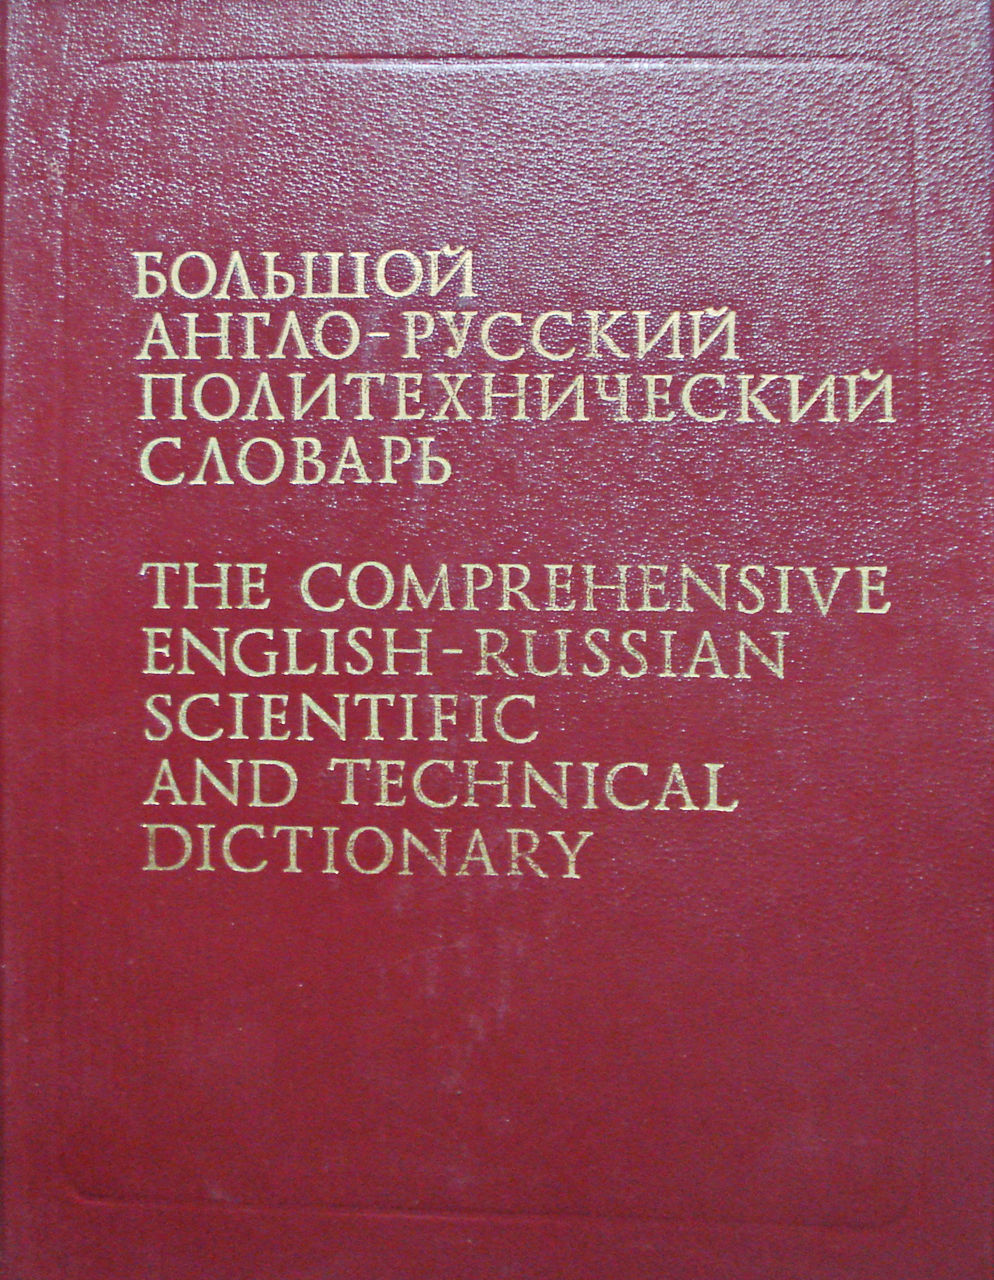 БОЛЬШОЙ
АНГЛО-РУССКИЙ
ПОЛИТЕХНИЧЕСКИЙ
СЛОВАРЬ
THE COMPREHENSIVE
ENGLISH-RUSSIAN
SCIENTIFIC
AND TECHNICAL
DICTIONARY